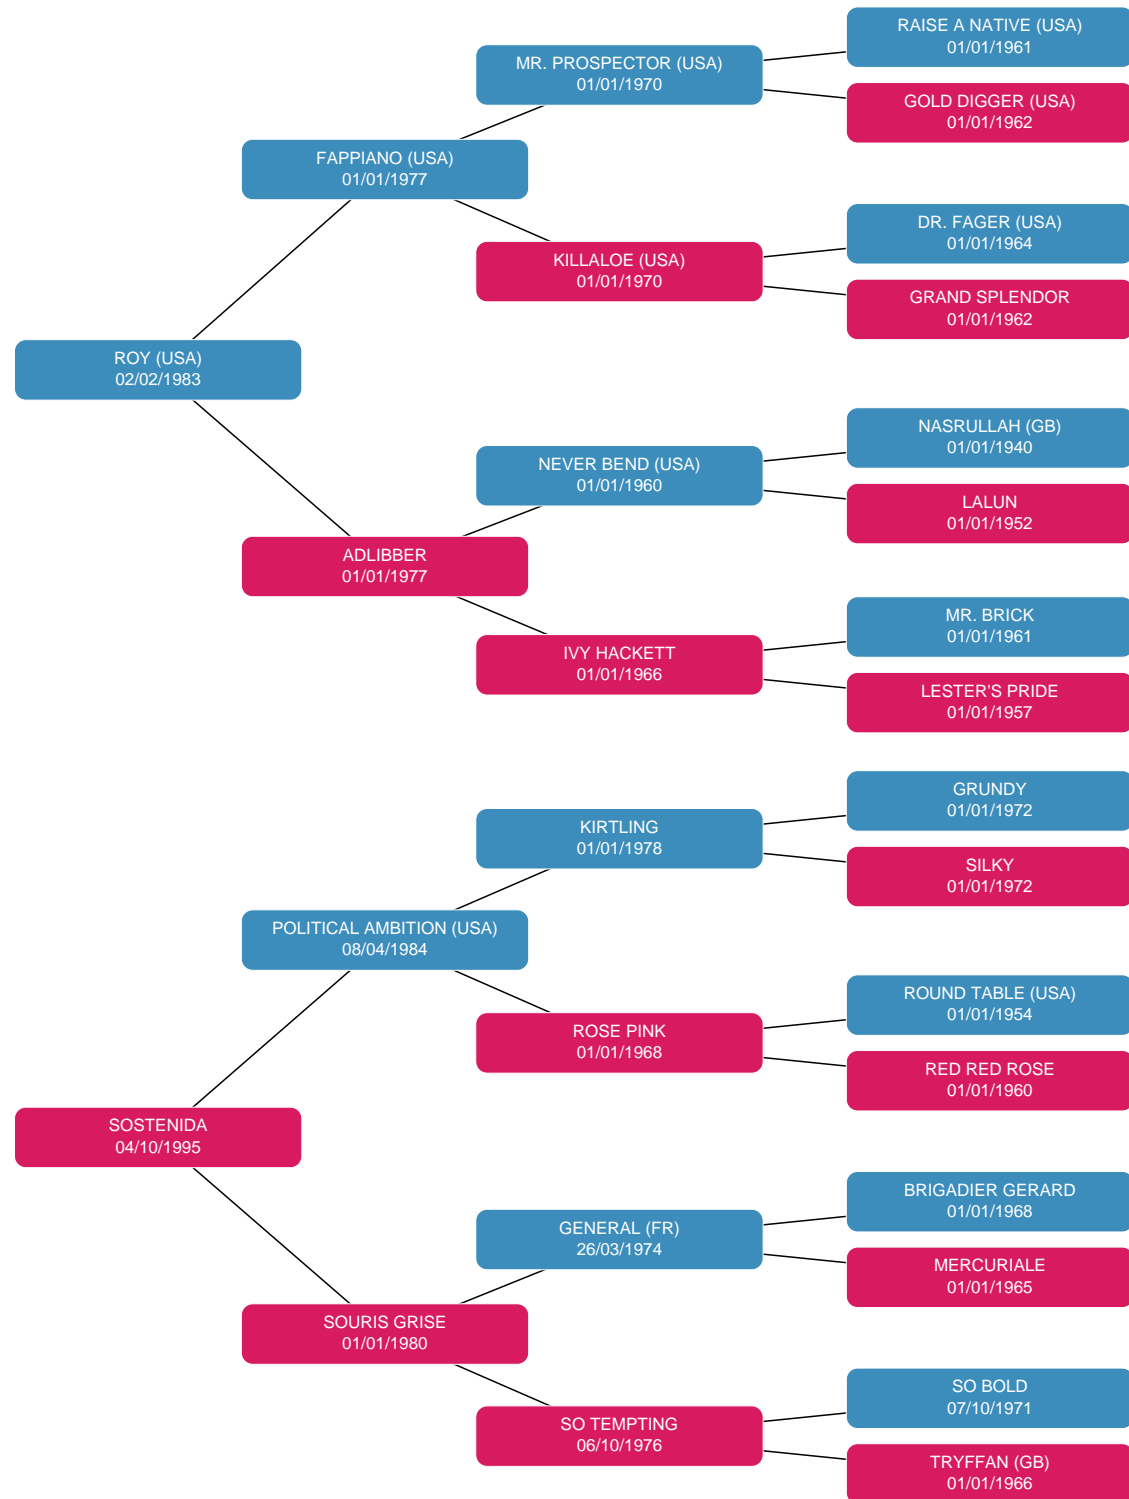 RAISE A NATIVE (USA)
01/01/1961
MR. PROSPECTOR (USA)
01/01/1970
GOLD DIGGER (USA)
01/01/1962
FAPPIANO (USA)
01/01/1977
DR. FAGER (USA)
01/01/1964
KILLALOE (USA)
01/01/1970
GRAND SPLENDOR
01/01/1962
ROY (USA)
02/02/1983
NASRULLAH (GB)
01/01/1940
NEVER BEND (USA)
01/01/1960
LALUN
01/01/1952
ADLIBBER
01/01/1977
MR. BRICK
01/01/1961
IVY HACKETT
01/01/1966
LESTER'S PRIDE
01/01/1957
GRUNDY
01/01/1972
KIRTLING
01/01/1978
SILKY
01/01/1972
POLITICAL AMBITION (USA)
08/04/1984
ROUND TABLE (USA)
01/01/1954
ROSE PINK
01/01/1968
RED RED ROSE
01/01/1960
SOSTENIDA
04/10/1995
BRIGADIER GERARD
01/01/1968
GENERAL (FR)
26/03/1974
MERCURIALE
01/01/1965
SOURIS GRISE
01/01/1980
SO BOLD
07/10/1971
SO TEMPTING
06/10/1976
TRYFFAN (GB)
01/01/1966